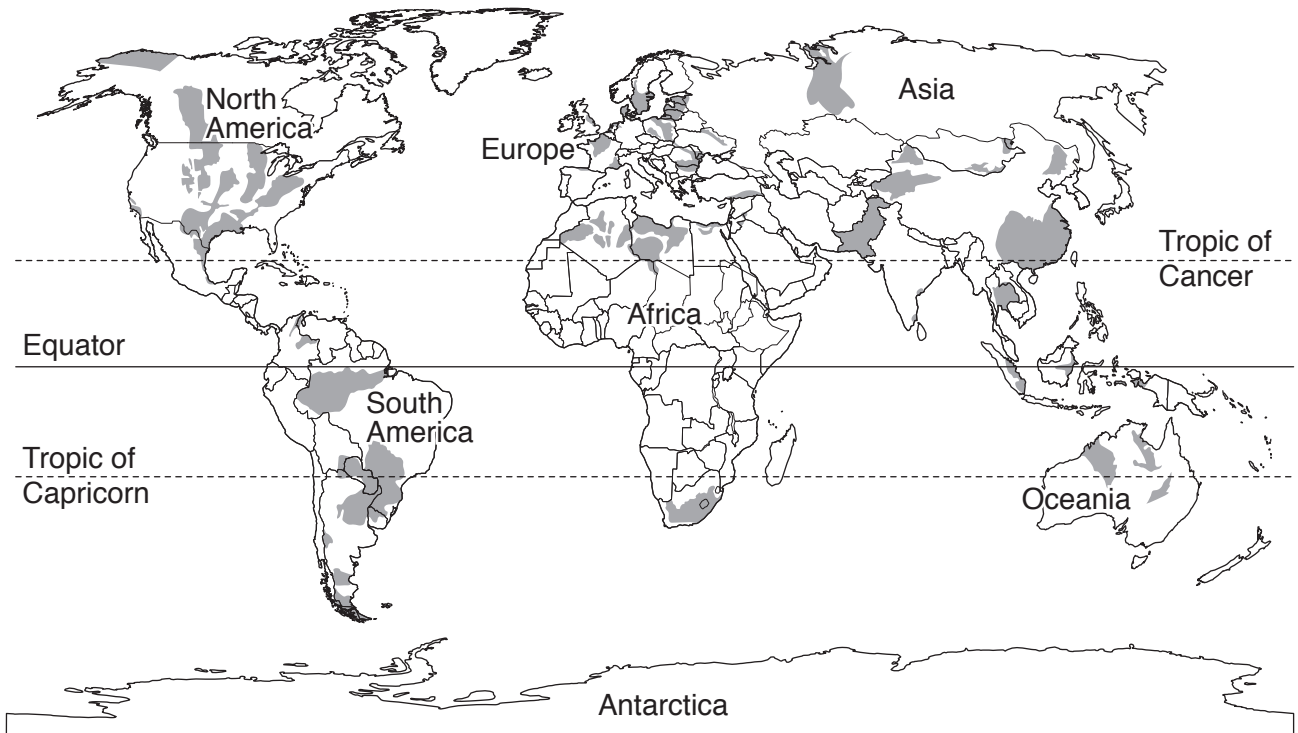 North
America
Asia
Europe
Tropic of
Cancer
Africa
Equator
South
America
Tropic of
Capricorn
Oceania
Antarctica